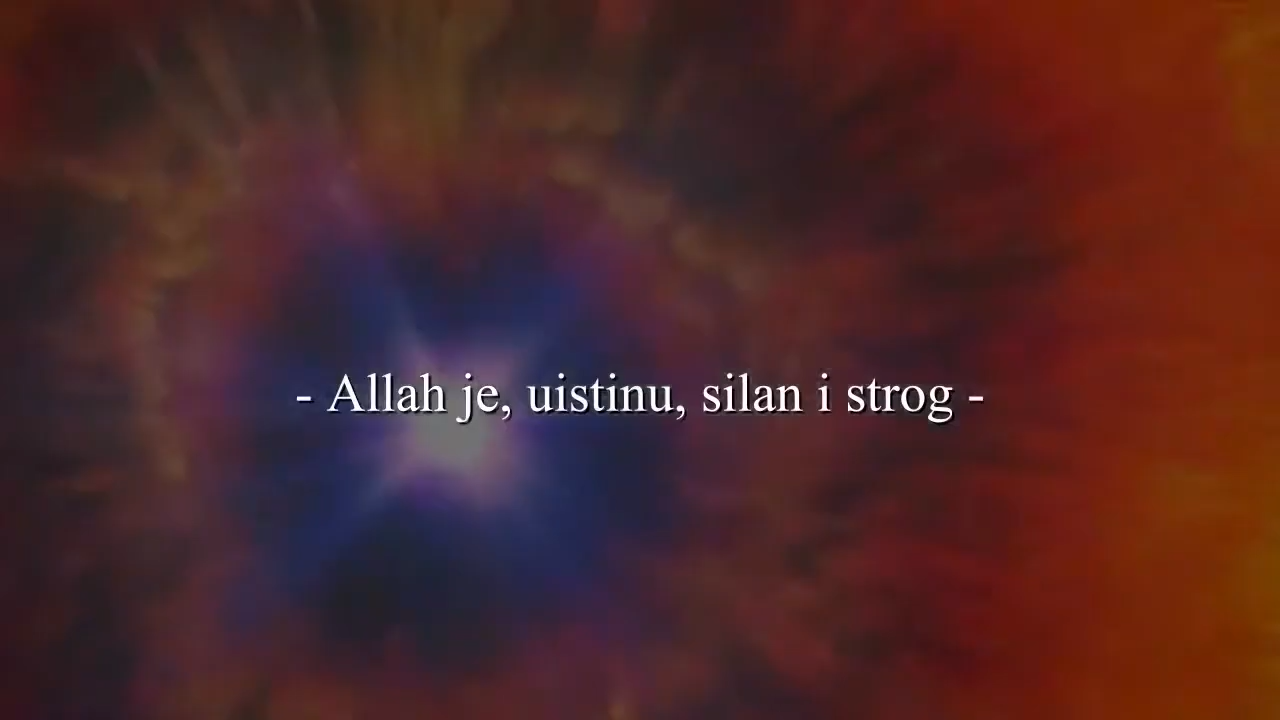 - Allah je, uistinu, silan i strog -